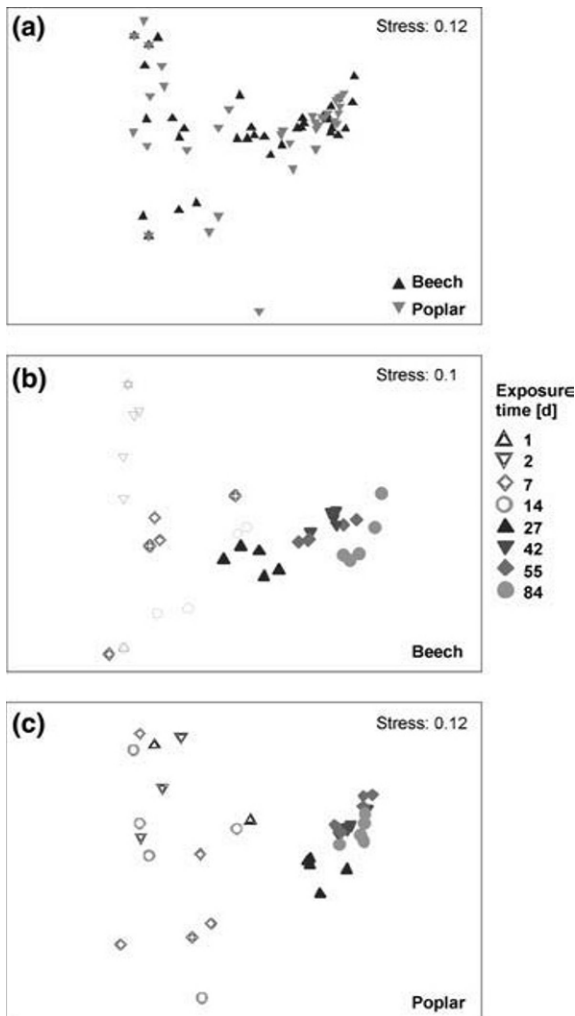 (a)
Stress: 0.12
Beech
Poplar
(b)
Stress: 0.1
Beech
Exposure
time [d]
1
2
7
14
27
42
55
84
(c)
Stress: 0.12
Poplar